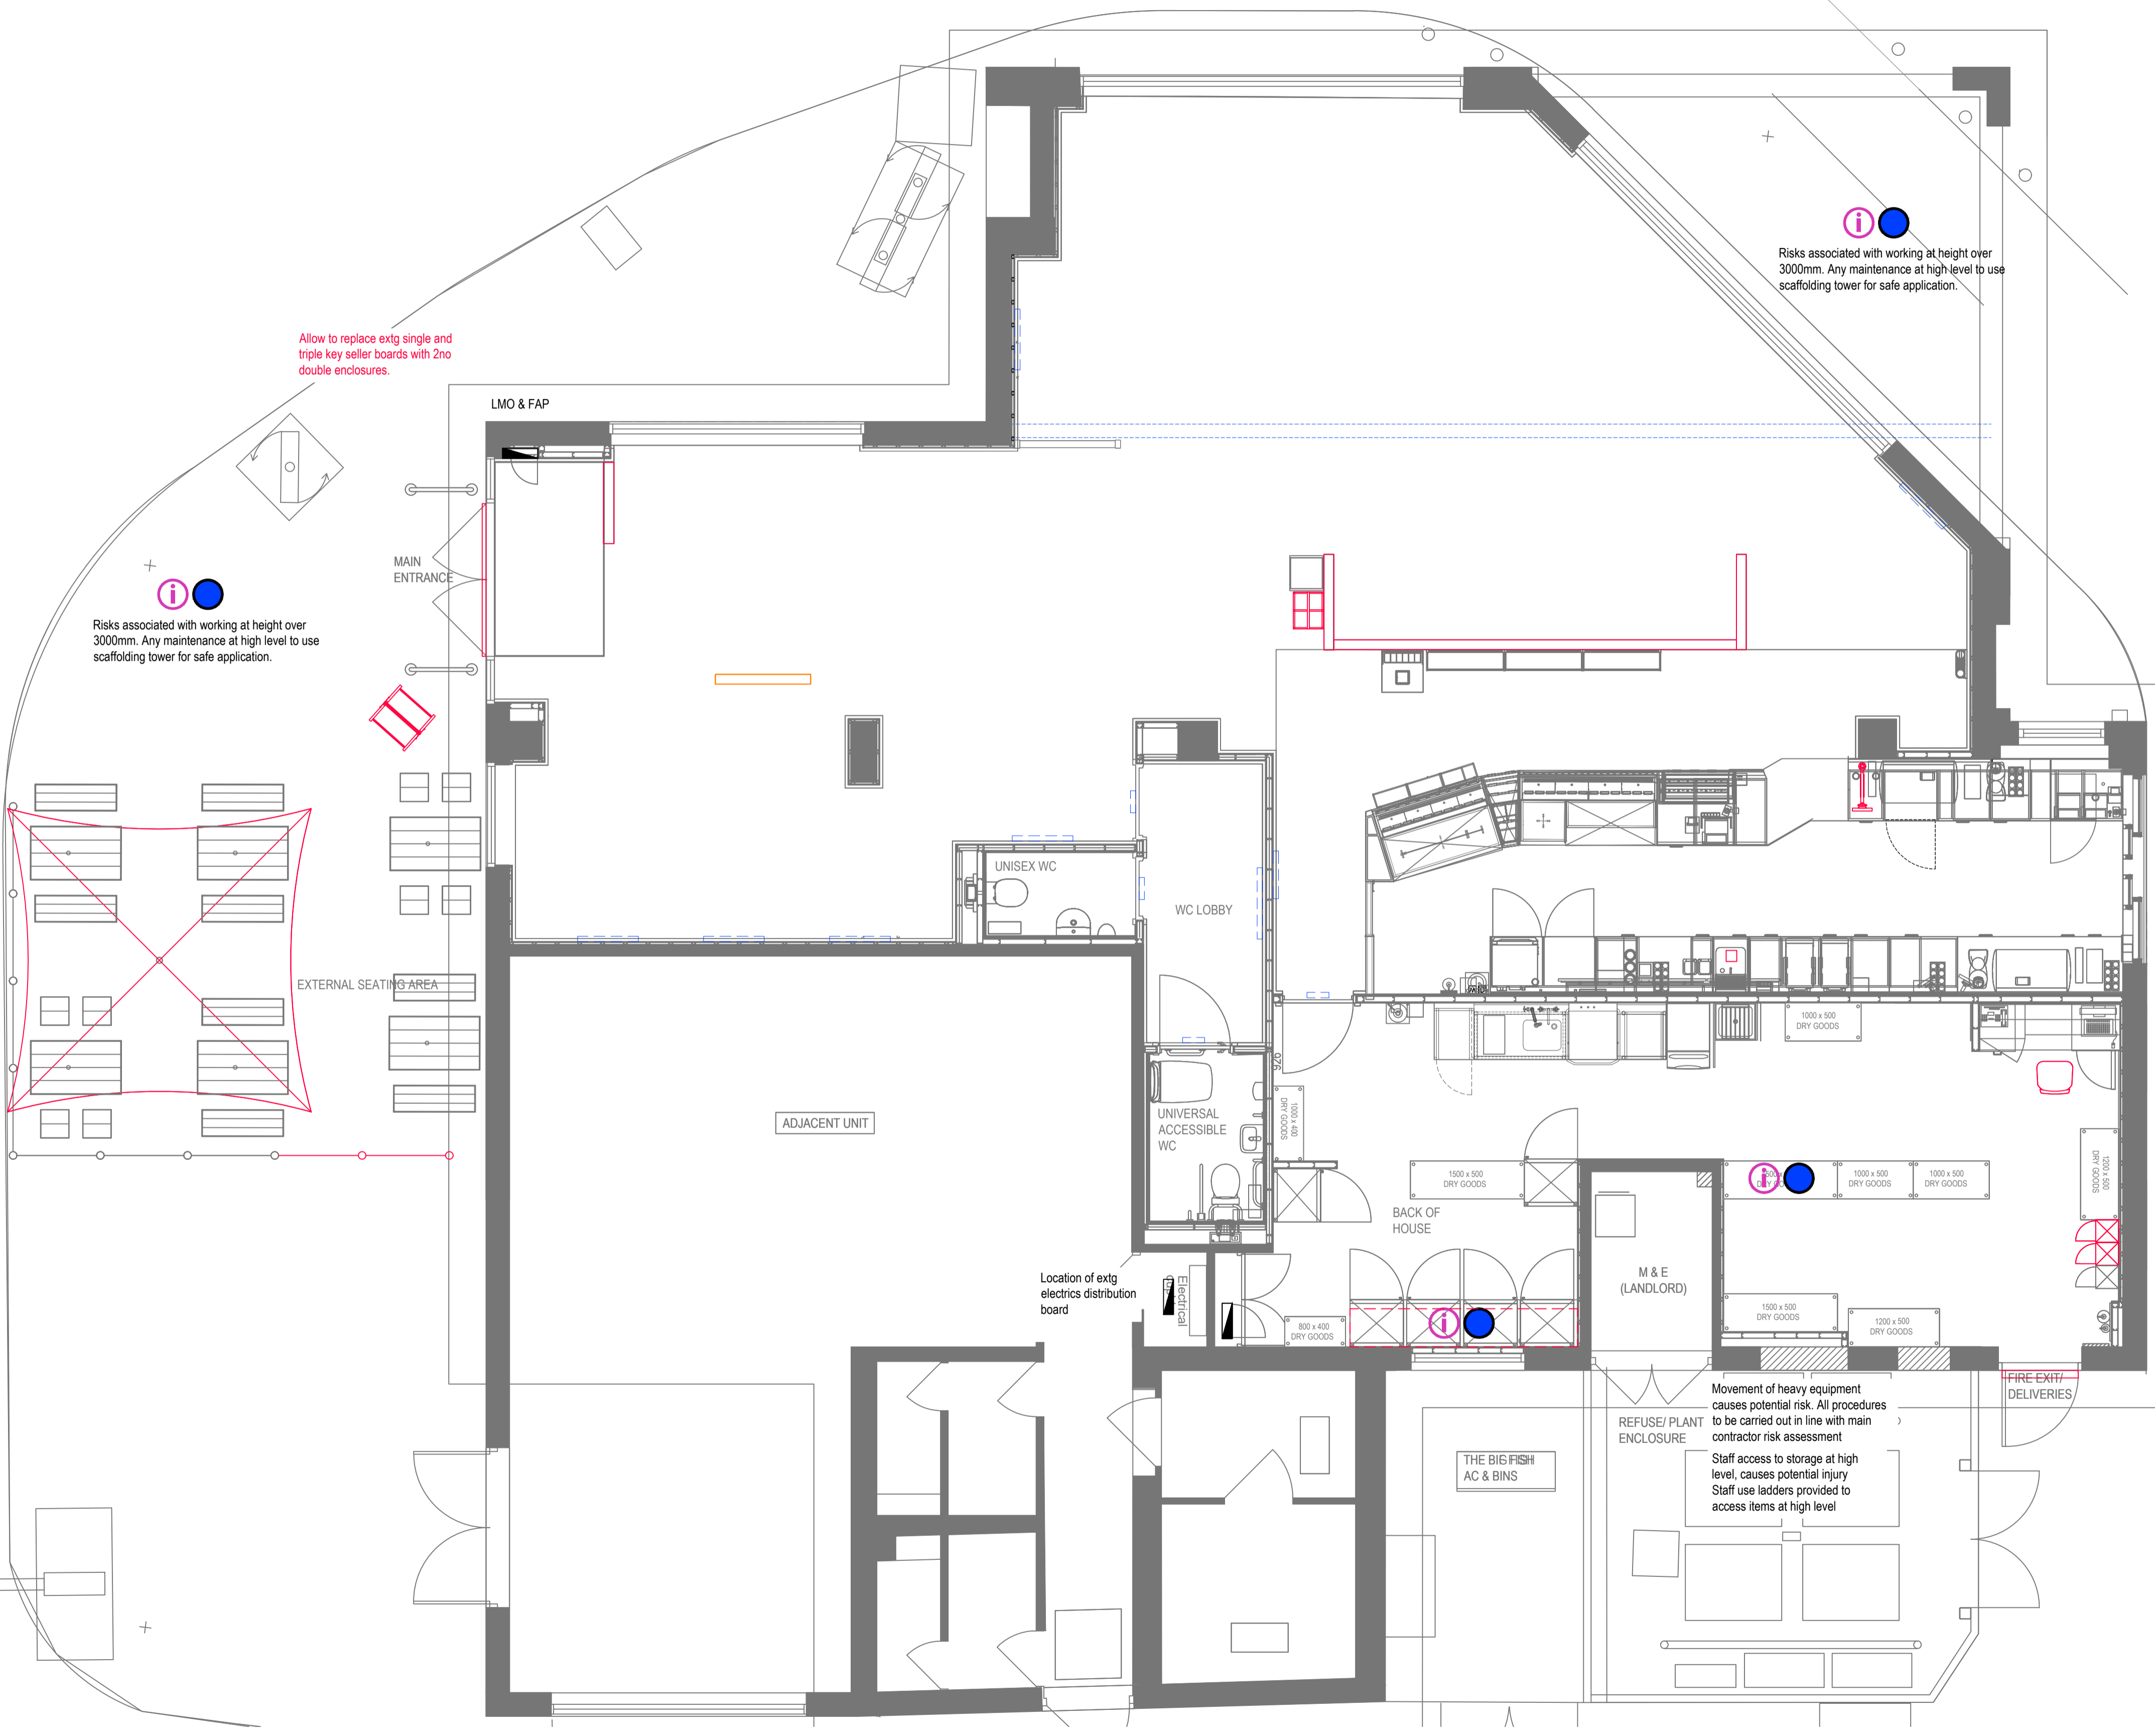 Risks associated with working at height over
3000mm. Any maintenance at high level to use
scaffolding tower for safe application.
Allow to replace extg single and
triple key seller boards with 2no
double enclosures.
LMO & FAP
MAIN
ENTRANCE
Risks associated with working at height over
3000mm. Any maintenance at high level to use
scaffolding tower for safe application.
UNISEX WC
WC LOBBY
EXTERNAL SEATING AREA
1000 x 500
DRY GOODS
926
ADJACENT UNIT
UNIVERSAL
ACCESSIBLE
WC
1000 x 400
DRY GOODS
1500 x 500
DRY GOODS
1000 x 500
DRY GOODS
1000 x 500
DRY GOODS
1200 x 500
DRY GOODS
BACK OF
HOUSE
M & E
(LANDLORD)
Location of extg
electrics distribution
board
Electrical
800 x 400
DRY GOODS
1500 x 500
DRY GOODS
1200 x 500
DRY GOODS
FIRE EXIT/
DELIVERIES
Movement of heavy equipment
causes potential risk. All procedures
to be carried out in line with main
contractor risk assessment
REFUSE/ PLANT
ENCLOSURE
Staff access to storage at high
level, causes potential injury
Staff use ladders provided to
access items at high level
THE BIG FISH
AC & BINS